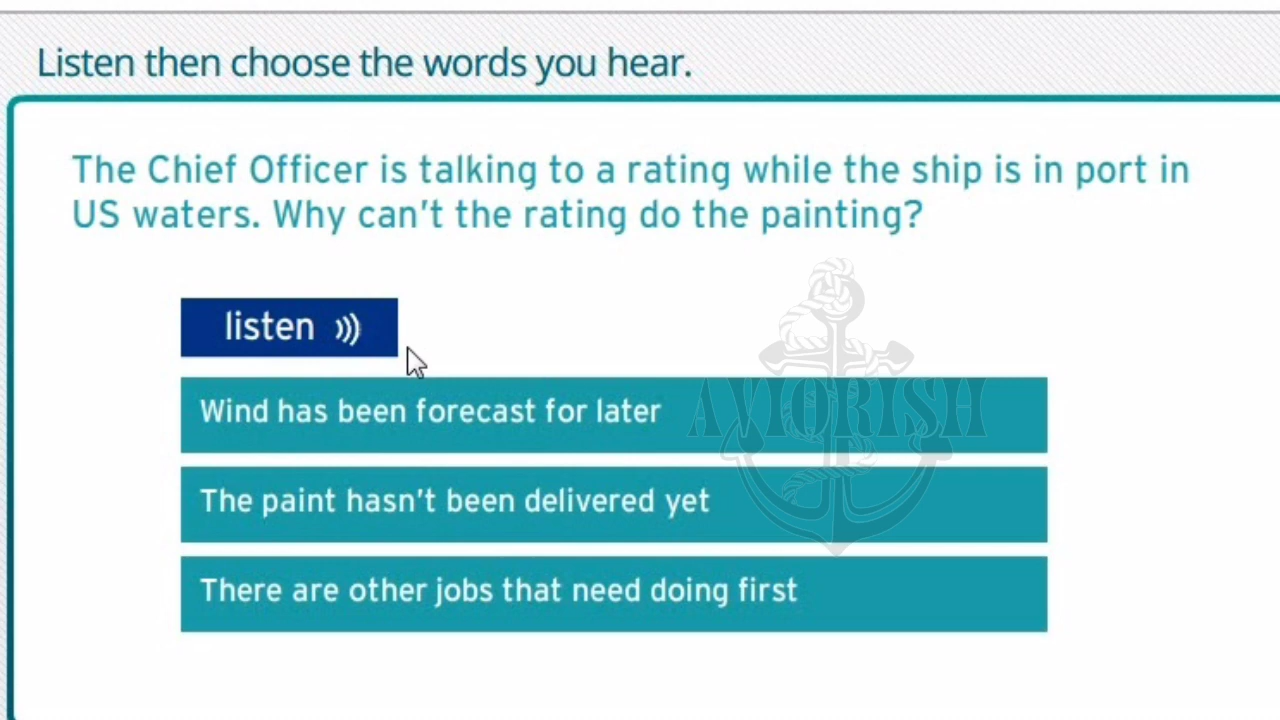 Listen then choose the words you hear.
The Chief Officer is talking to a rating while the ship is in port in
US waters. Why can't the rating do the painting?
listen
Wind has been forecast for later
AVIORISH
The paint hasn't been delivered yet
There are other jobs that need doing first